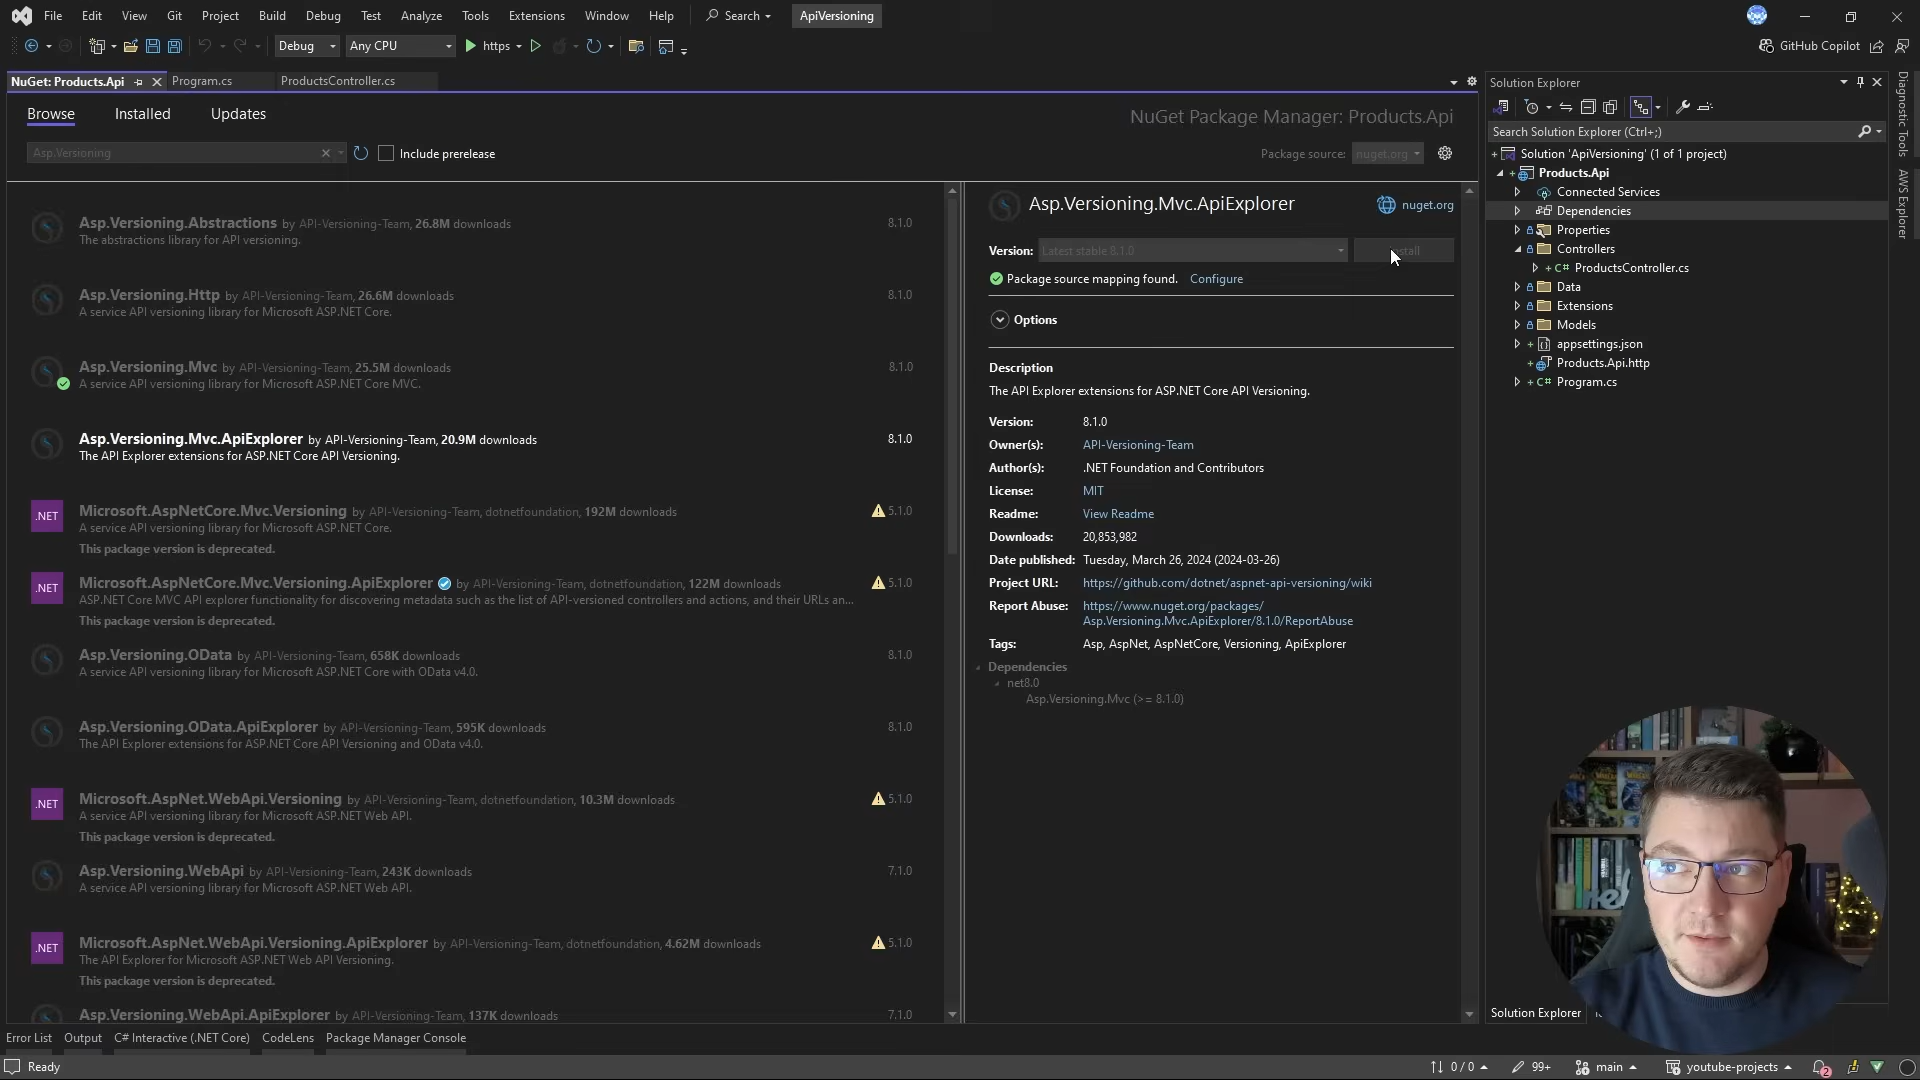 File Edit View Git Project Build Debug Test Analyze Tools Extensions Window Help Search ApiVersioning
Debug Any CPU https GitHub Copilot
NuGet: Products.Api Program.cs ProductsController.cs
Browse Installed Updates
NuGet Package Manager: Products.Api
Asp.Versioning Include prerelease
Package source: nuget.org
Asp.Versioning.Abstractions by API-Versioning-Team, 26.8M downloads 8.1.0
The abstractions library for API versioning.
Asp.Versioning.Http by API-Versioning-Team, 26.6M downloads 8.1.0
A service API versioning library for Microsoft ASP.NET Core.
Asp.Versioning.Mvc by API-Versioning-Team, 25.5M downloads 8.1.0
A service API versioning library for Microsoft ASP.NET Core MVC.
Asp.Versioning.Mvc.ApiExplorer by API-Versioning-Team, 20.9M downloads 8.1.0
The API Explorer extensions for ASP.NET Core API Versioning.
.NET Microsoft.AspNetCore.Mvc.Versioning by API-Versioning-Team, dotnetfoundation, 192M downloads 5.1.0
A service API versioning library for Microsoft ASP.NET Core.
This package version is deprecated.
.NET Microsoft.AspNetCore.Mvc.Versioning.ApiExplorer by API-Versioning-Team, dotnetfoundation, 122M downloads 5.1.0
ASP.NET Core MVC API explorer functionality for discovering metadata such as the list of API-versioned controllers and actions, and their URLs an...
This package version is deprecated.
Asp.Versioning.OData by API-Versioning-Team, 658K downloads 8.1.0
A service API versioning library for Microsoft ASP.NET Core with OData v4.0.
Asp.Versioning.OData.ApiExplorer by API-Versioning-Team, 595K downloads 8.1.0
The API Explorer extensions for ASP.NET Core API Versioning and OData v4.0.
.NET Microsoft.AspNet.WebApi.Versioning by API-Versioning-Team, dotnetfoundation, 10.3M downloads 5.1.0
A service API versioning library for Microsoft ASP.NET Web API.
This package version is deprecated.
Asp.Versioning.WebApi by API-Versioning-Team, 243K downloads 7.1.0
A service API versioning library for Microsoft ASP.NET Web API.
.NET Microsoft.AspNet.WebApi.Versioning.ApiExplorer by API-Versioning-Team, dotnetfoundation, 4.62M downloads 5.1.0
The API Explorer for Microsoft ASP.NET Web API Versioning.
This package version is deprecated.
Asp.Versioning.WebApi.ApiExplorer by API-Versioning-Team, 137K downloads 7.1.0
Asp.Versioning.Mvc.ApiExplorer nuget.org
Version: Latest stable 8.1.0
Package source mapping found. Configure
Options
Description
The API Explorer extensions for ASP.NET Core API Versioning.
Version: 8.1.0
Owner(s): API-Versioning-Team
Author(s): .NET Foundation and Contributors
License: MIT
Readme: View Readme
Downloads: 20,853,982
Date published: Tuesday, March 26, 2024 (2024-03-26)
Project URL: https://github.com/dotnet/aspnet-api-versioning/wiki
Report Abuse: https://www.nuget.org/packages/
Asp.Versioning.Mvc.ApiExplorer/8.1.0/ReportAbuse
Tags: Asp, AspNet, AspNetCore, Versioning, ApiExplorer
Dependencies
net8.0
Asp.Versioning.Mvc (>= 8.1.0)
Solution Explorer
Search Solution Explorer (Ctrl+;)
Solution 'ApiVersioning' (1 of 1 project)
Products.Api
Connected Services
Dependencies
Properties
Controllers
C# ProductsController.cs
Data
Extensions
Models
appsettings.json
Products.Api.http
C# Program.cs
Diagnostic Tools
AWS Explorer
Solution Explorer
Error List Output C# Interactive (.NET Core) CodeLens Package Manager Console
Ready 0 / 0 99+ main youtube-projects 2